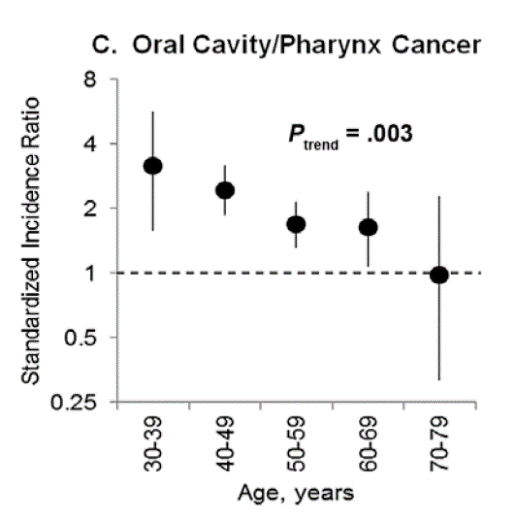 C. Oral Cavity/Pharynx Cancer
Standardized Incidence Ratio
8
4
2
1
0.5
0.25
P trend = .003
30-39
40-49
50-59
60-69
70-79
Age, years